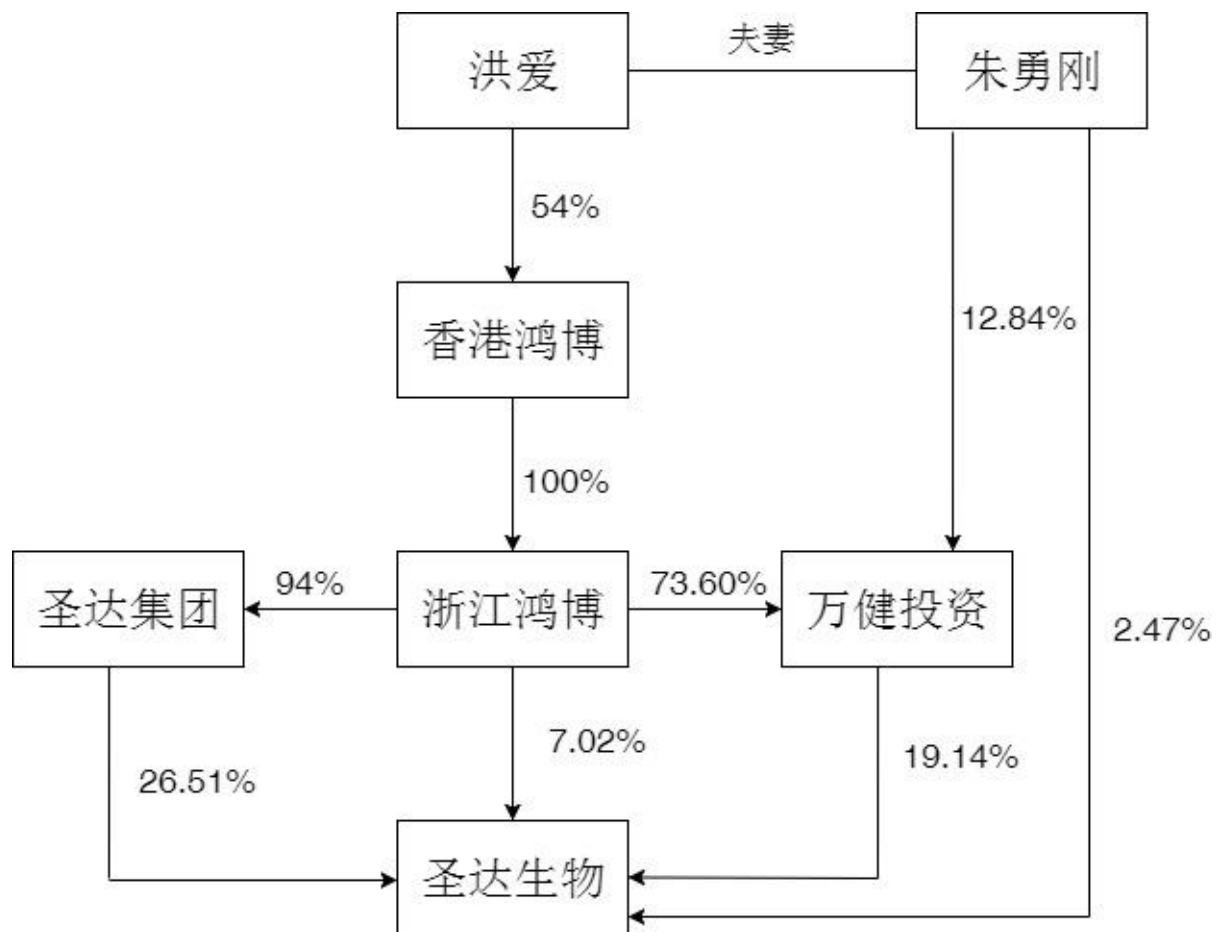 洪爱
夫妻
朱勇刚
54%
香港鸿博
12.84%
100%
圣达集团
94%
浙江鸿博
73.60%
万健投资
2.47%
26.51%
7.02%
19.14%
圣达生物